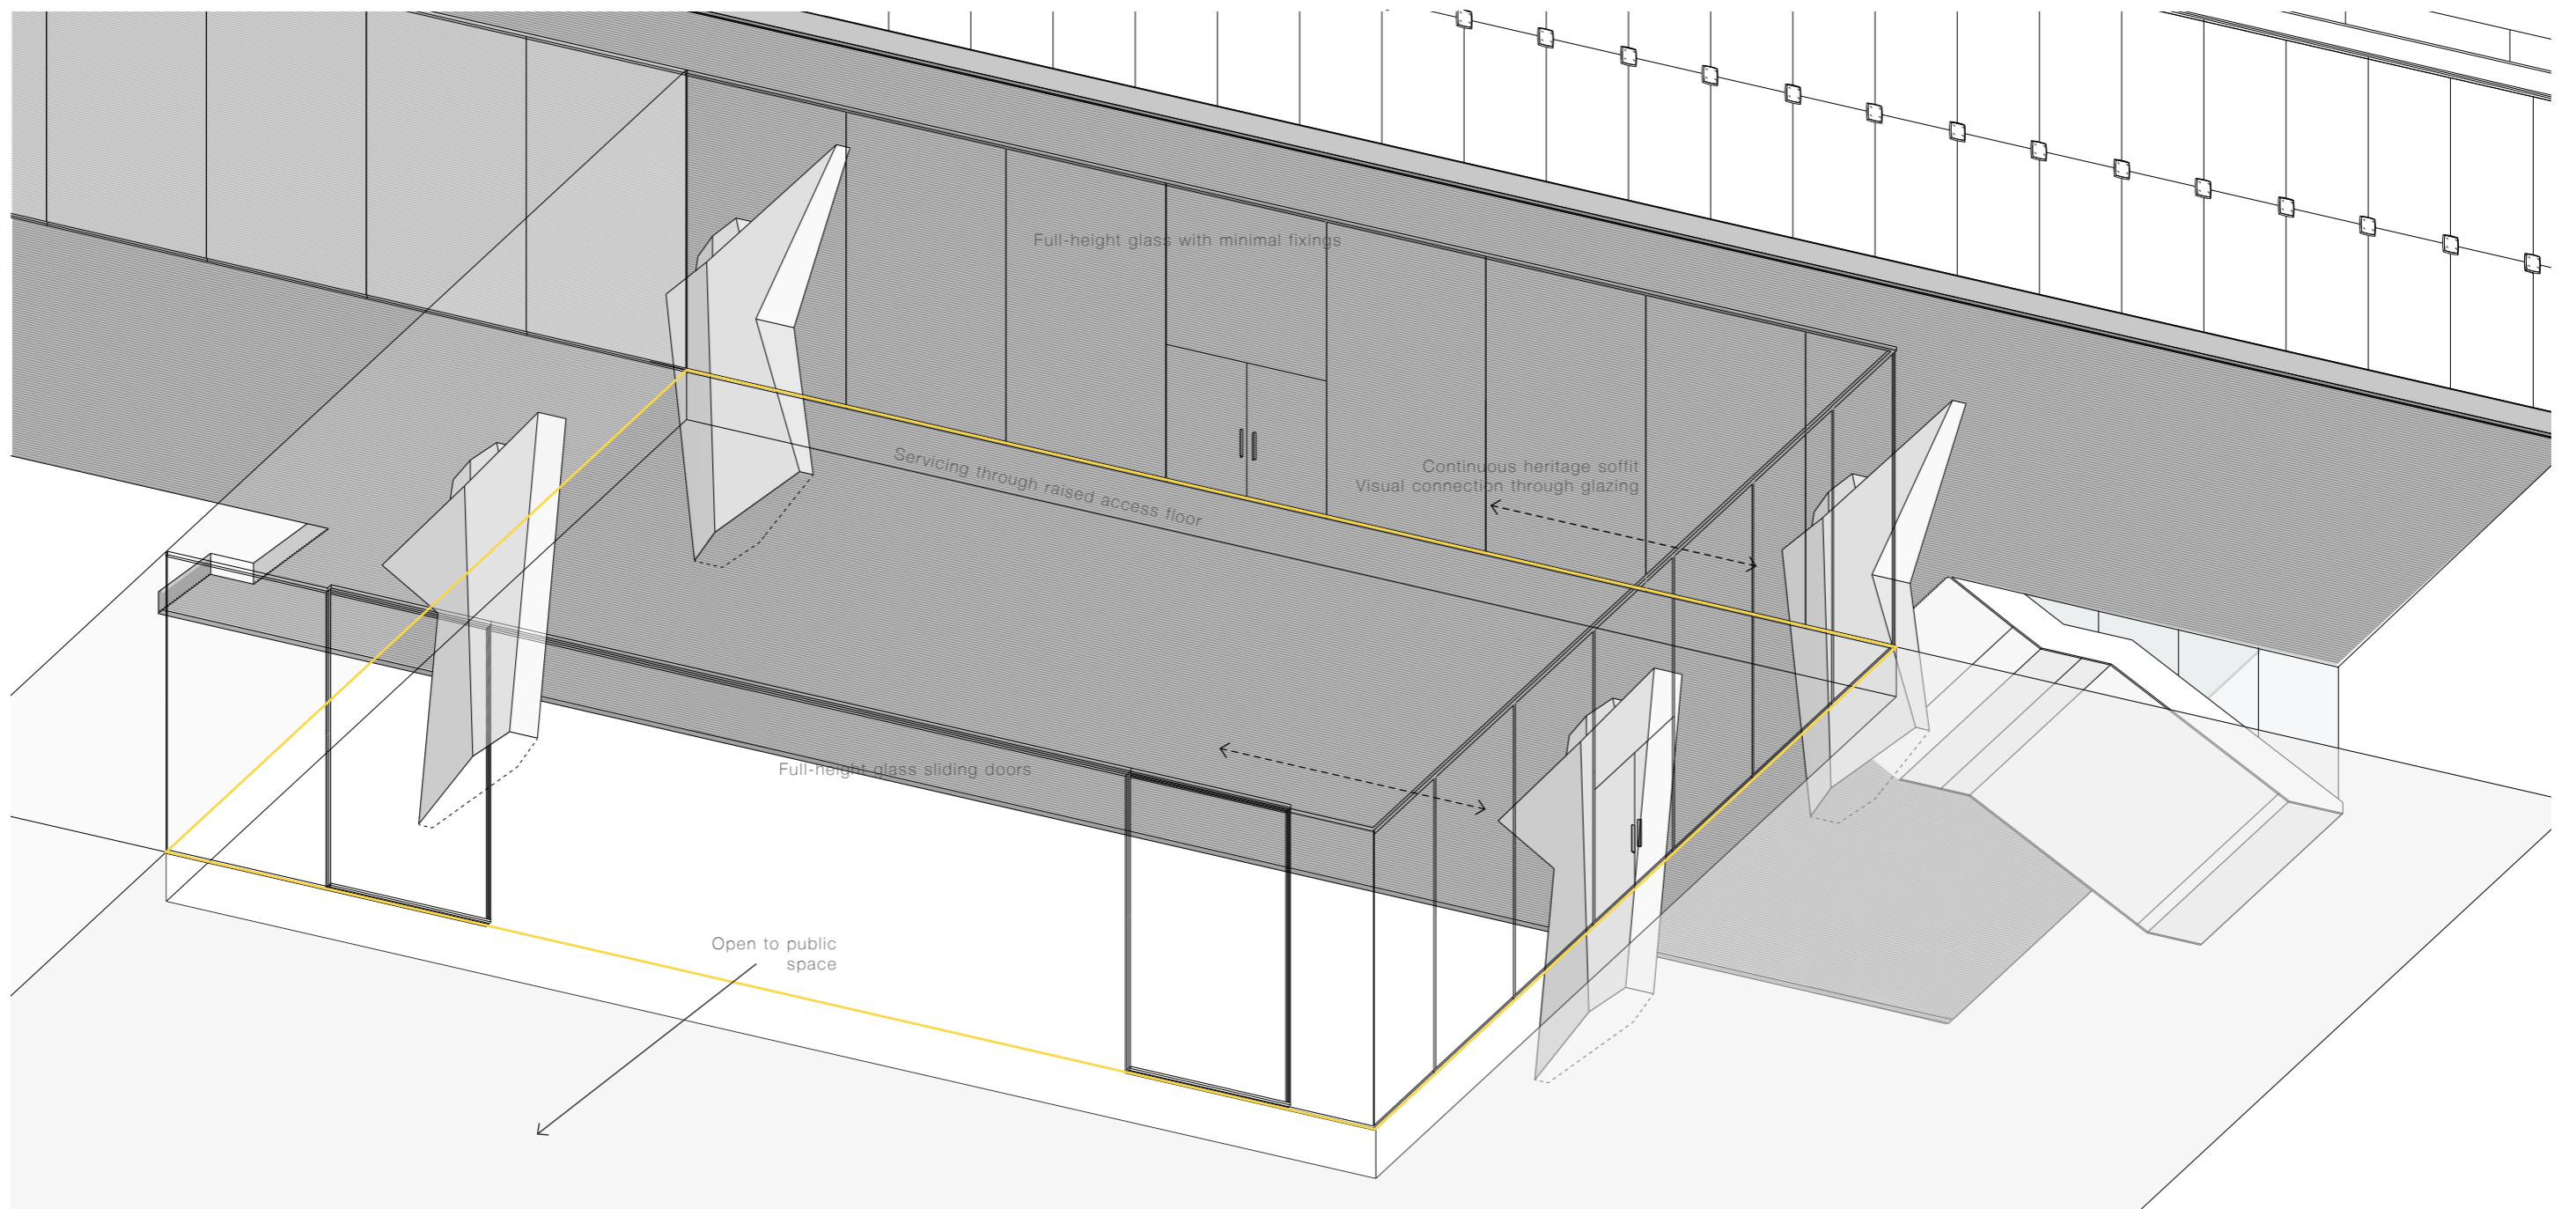 Full-height glass with minimal fixings
Servicing through raised access floor
Continuous heritage soffit
Visual connection through glazing
Full-height glass sliding doors
Open to public
space